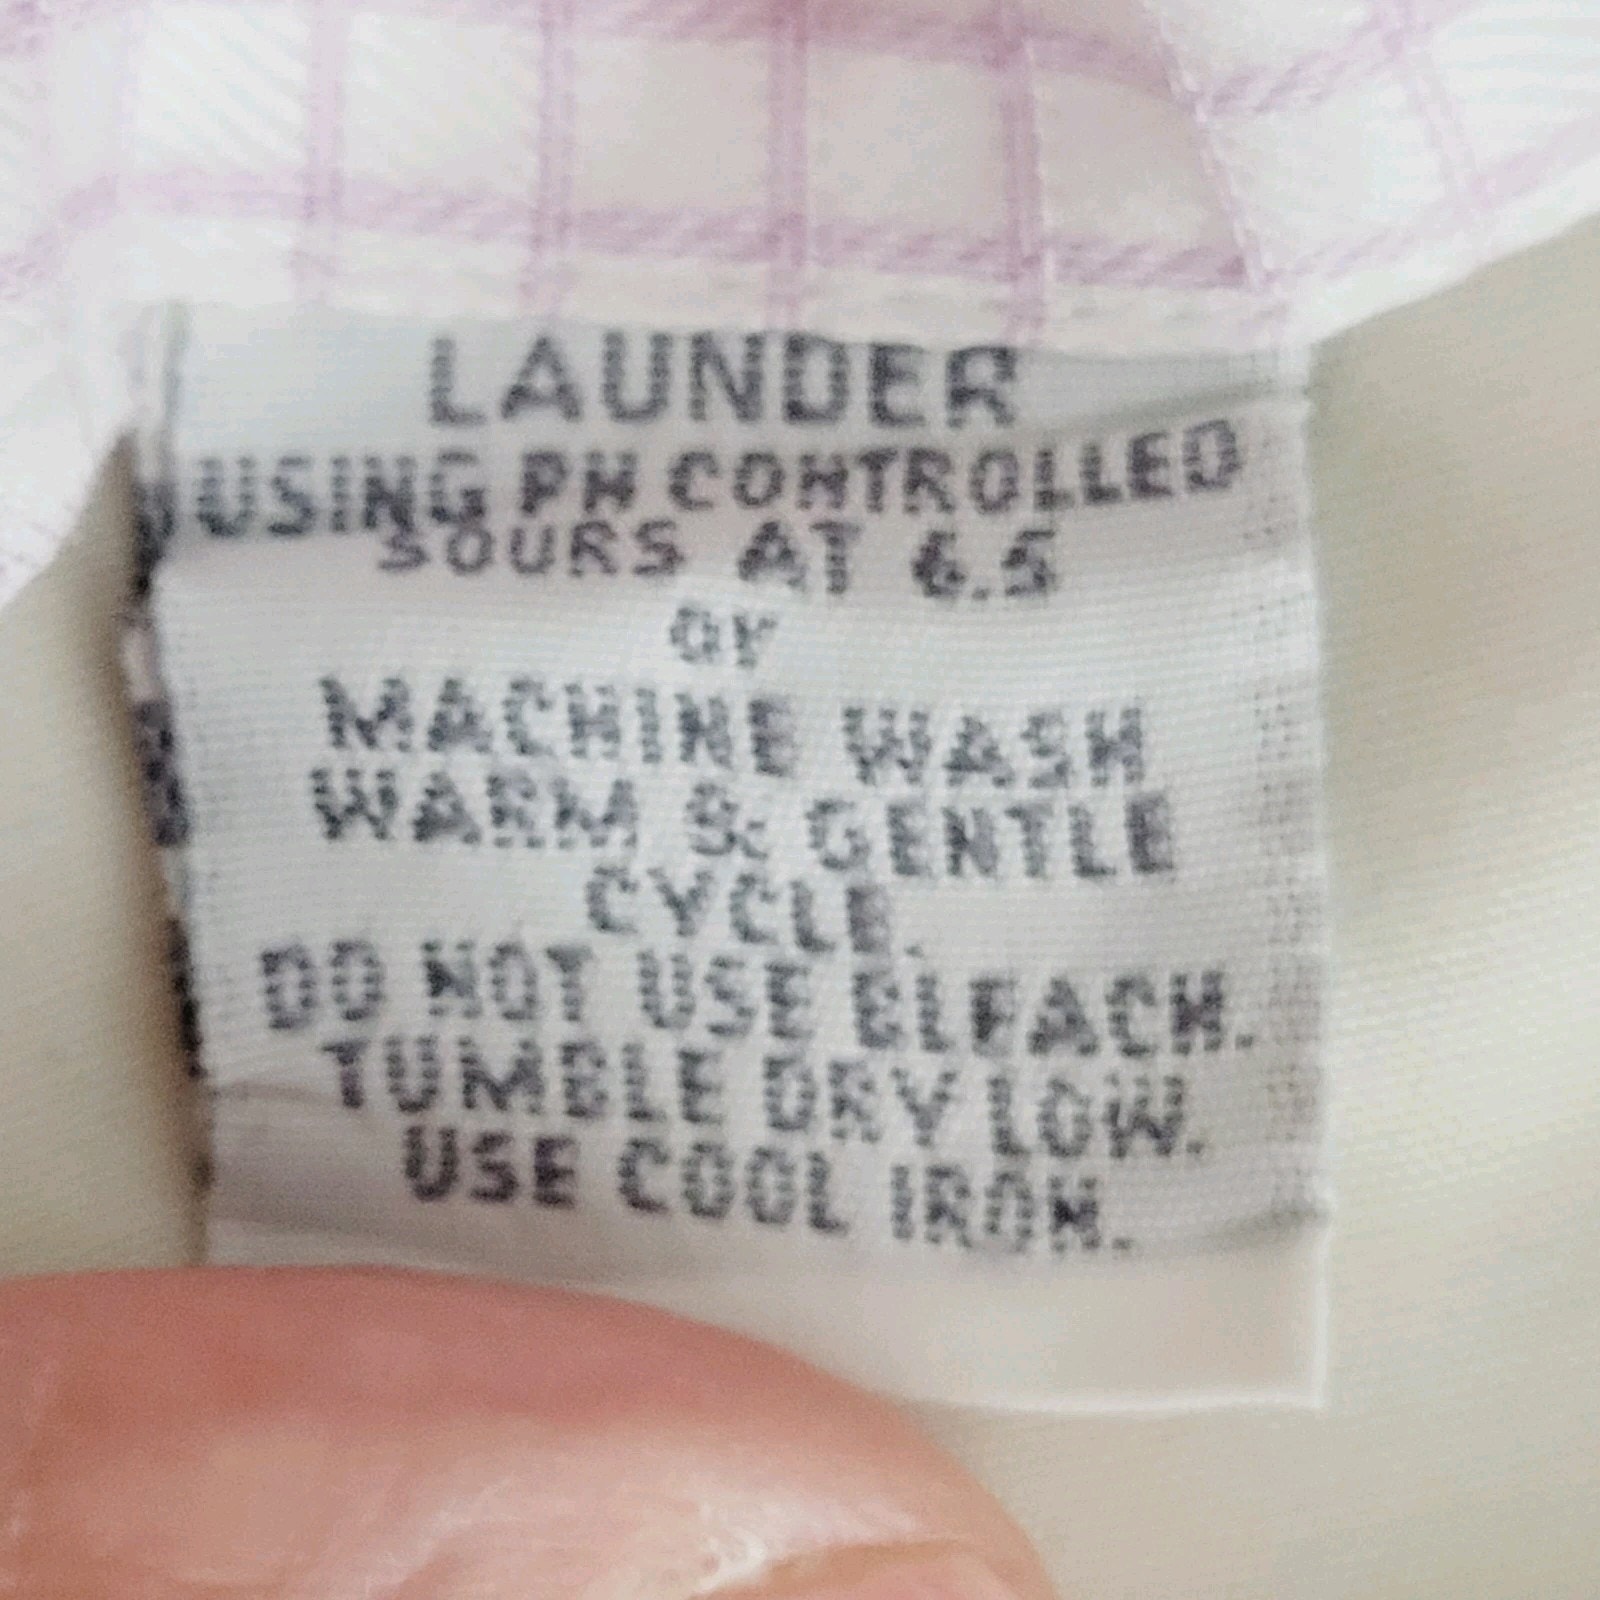 LAUNDER
USING PH CONTROLLED
SOURS AT 6.5
or
MACHINE WASH
WARM & GENTLE
CYCLE.
DO NOT USE BLEACH.
TUMBLE DRY LOW.
USE COOL IRON.